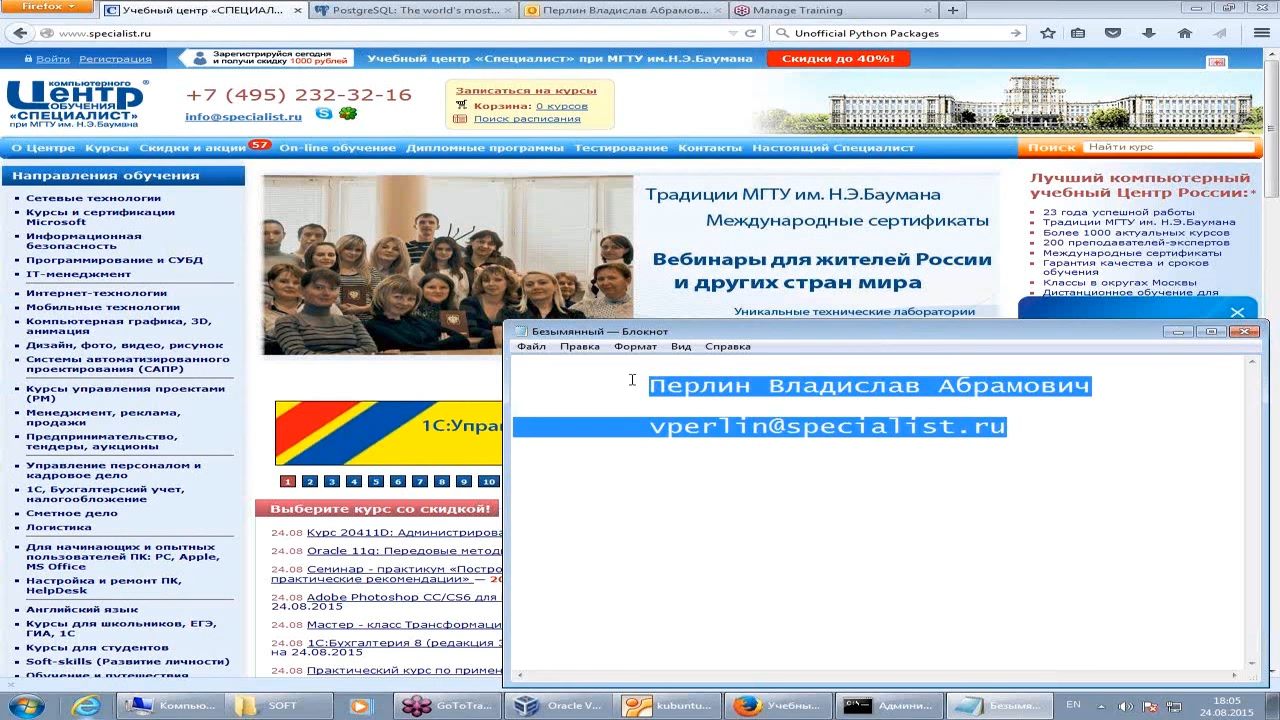 Firefox
Учебный центр «СПЕЦИАЛ...
PostgreSQL: The world's most...
Перлин Владислав Абрамов...
Manage Training
www.specialist.ru
Unofficial Python Packages
Войти Регистрация
Зарегистрируйся сегодня
и получи скидку 1000 рублей
Учебный центр «Специалист» при МГТУ им.Н.Э.Баумана
Скидки до 40%!
Центр
компьютерного
ОБУЧЕНИЯ
«СПЕЦИАЛИСТ»
при МГТУ им. Н.Э.Баумана
+7 (495) 232-32-16
info@specialist.ru
Записаться на курсы
Корзина: 0 курсов
Поиск расписания
О Центре Курсы Скидки и акции 57 On-line обучение Дипломные программы Тестирование Контакты Настоящий Специалист
Поиск Найти курс
Направления обучения
Сетевые технологии
Курсы и сертификации
Microsoft
Информационная
безопасность
Программирование и СУБД
IT-менеджмент
Интернет-технологии
Мобильные технологии
Компьютерная графика, 3D,
анимация
Дизайн, фото, видео, рисунок
Системы автоматизированного
проектирования (САПР)
Курсы управления проектами
(PM)
Менеджмент, реклама,
продажи
Предпринимательство,
тендеры, аукционы
Управление персоналом и
кадровое дело
1С, Бухгалтерский учет,
налогообложение
Сметное дело
Логистика
Для начинающих и опытных
пользователей ПК: PC, Apple,
MS Office
Настройка и ремонт ПК,
HelpDesk
Английский язык
Курсы для школьников, ЕГЭ,
ГИА, 1С
Курсы для студентов
Soft-skills (Развитие личности)
Обучение и путешествия
Традиции МГТУ им. Н.Э.Баумана
Международные сертификаты
Вебинары для жителей России
и других стран мира
Уникальные технические лаборатории
1С:Упра
1 2 3 4 5 6 7 8 9 10
Выберите курс со скидкой!
24.08 Курс 20411D: Администрирова
24.08 Oracle 11g: Передовые метод
24.08 Семинар - практикум «Постро
практические рекомендации» — 20
24.08 Adobe Photoshop CC/CS6 для
24.08.2015
24.08 Мастер - класс Трансформаци
24.08 1С:Бухгалтерия 8 (редакция 3
на 24.08.2015
24.08 Практический курс по примен
Лучший компьютерный
учебный Центр России:*
23 года успешной работы
Традиции МГТУ им. Н.Э.Баумана
Более 1000 актуальных курсов
200 преподавателей-экспертов
Международные сертификаты
Гарантия качества и сроков
обучения
Классы в округах Москвы
Дистанционное обучение для
Безымянный — Блокнот
Файл Правка Формат Вид Справка
Перлин Владислав Абрамович
vperlin@specialist.ru
Компью...
SOFT
GoToTra...
Oracle V...
kubuntu...
Учебны...
Админи...
Безымя...
EN
18:05
24.08.2015